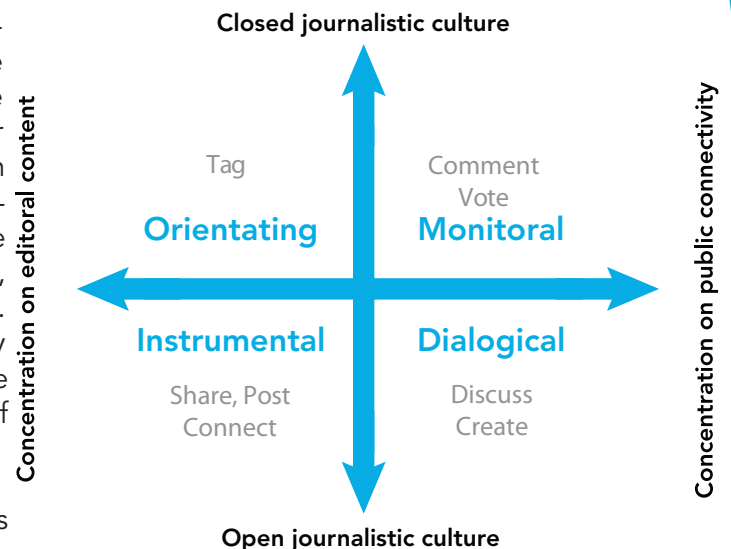 Closed journalistic culture
Concentration on editoral content
Concentration on public connectivity
Tag
Orientating
Comment
Vote
Monitoral
Instrumental
Share, Post
Connect
Dialogical
Discuss
Create
Open journalistic culture